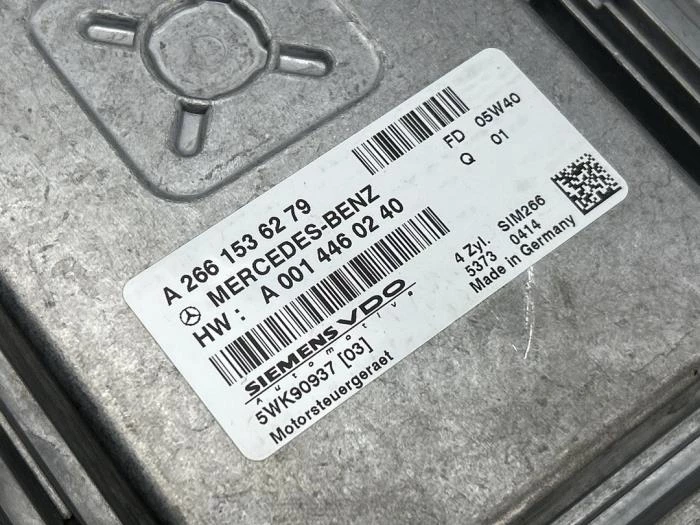 A 266 153 62 79
MERCEDES-BENZ
HW : A 001 446 02 40
FD 05W40
Q 01
SIEMENS VDO
Automotive
5WK90937 [03]
Motorsteuergeraet
4 Zyl. SIM266
5373 0414
Made in Germany